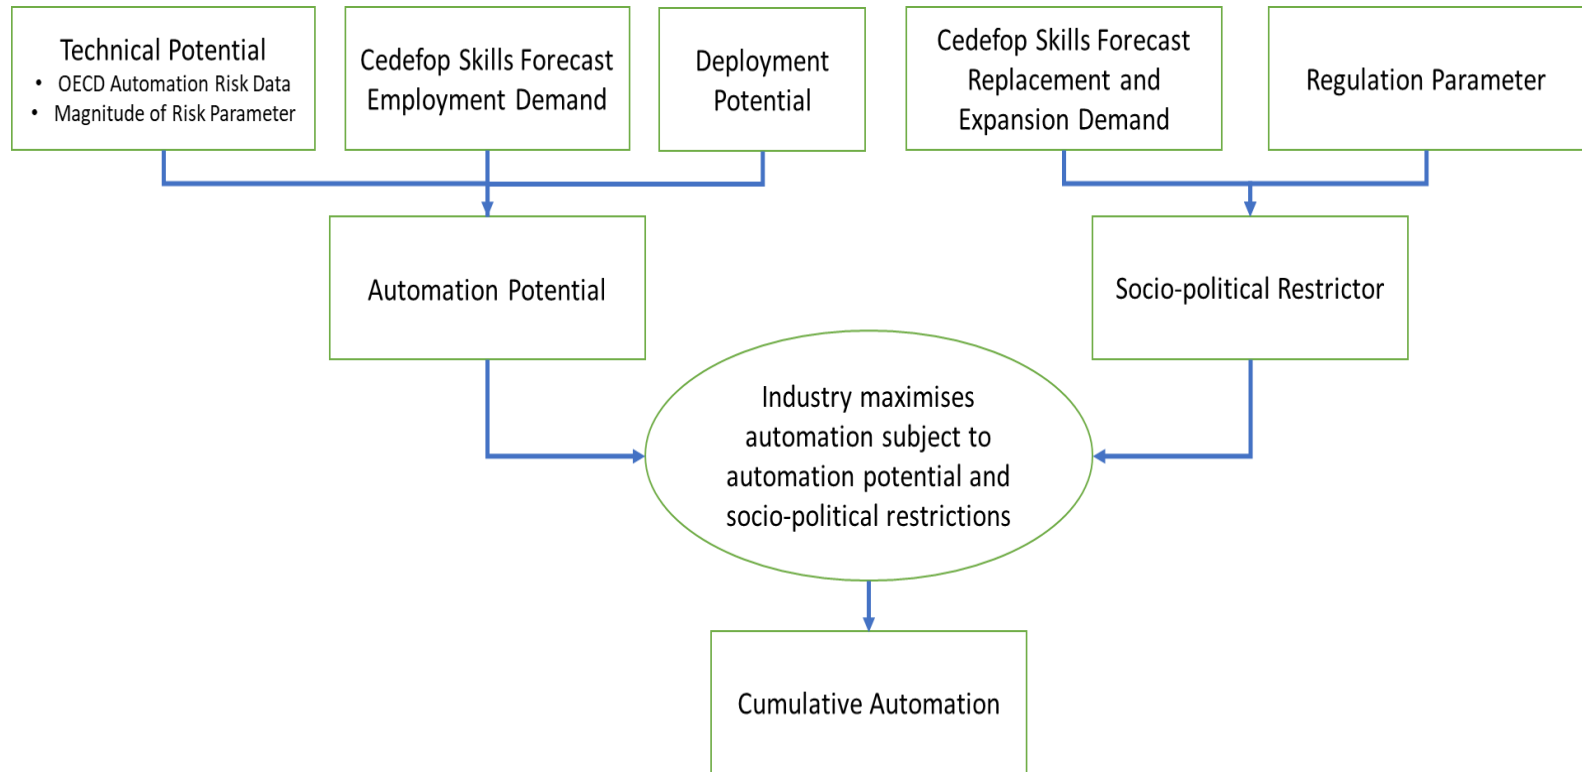 Technical Potential
• OECD Automation Risk Data
• Magnitude of Risk Parameter
Cedefop Skills Forecast
Employment Demand
Deployment
Potential
Cedefop Skills Forecast
Replacement and
Expansion Demand
Regulation Parameter
Automation Potential
Socio-political Restrictor
Industry maximises
automation subject to
automation potential and
socio-political restrictions
Cumulative Automation